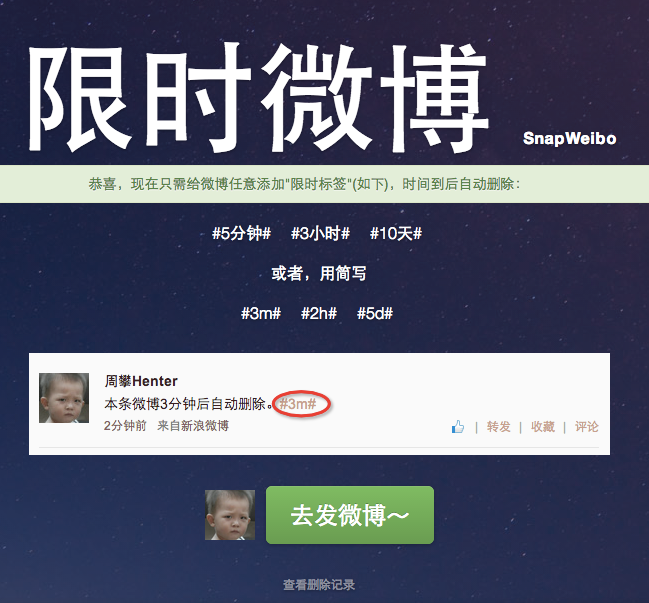 限时微博 SnapWeibo
恭喜，现在只需给微博任意添加"限时标签"(如下)，时间到后自动删除：
#5分钟# #3小时# #10天#
或者，用简写
#3m# #2h# #5d#
周攀Henter
本条微博3分钟后自动删除。#3m#
2分钟前 来自新浪微博 | 转发 | 收藏 | 评论
去发微博～
查看删除记录